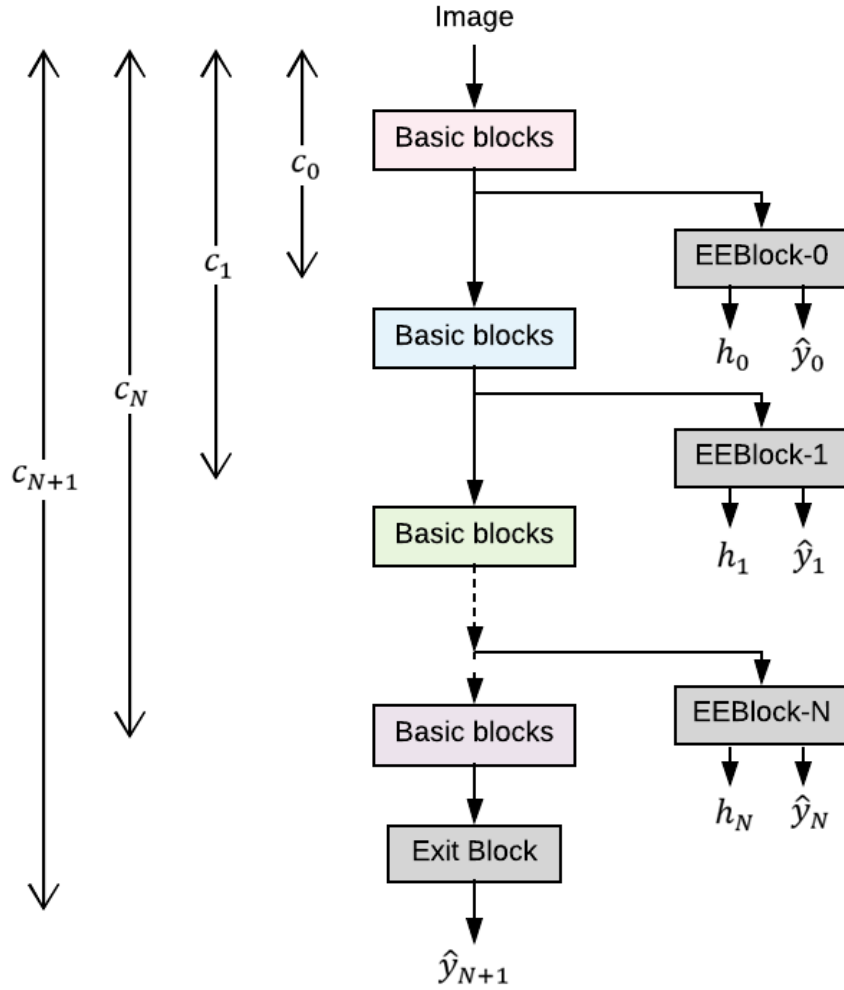 Image
Basic blocks
c₀
EEBlock-0
c₁
Basic blocks
h₀ ŷ₀
c_N
EEBlock-1
c_{N+1}
Basic blocks
h₁ ŷ₁
EEBlock-N
Basic blocks
h_N ŷ_N
Exit Block
ŷ_{N+1}